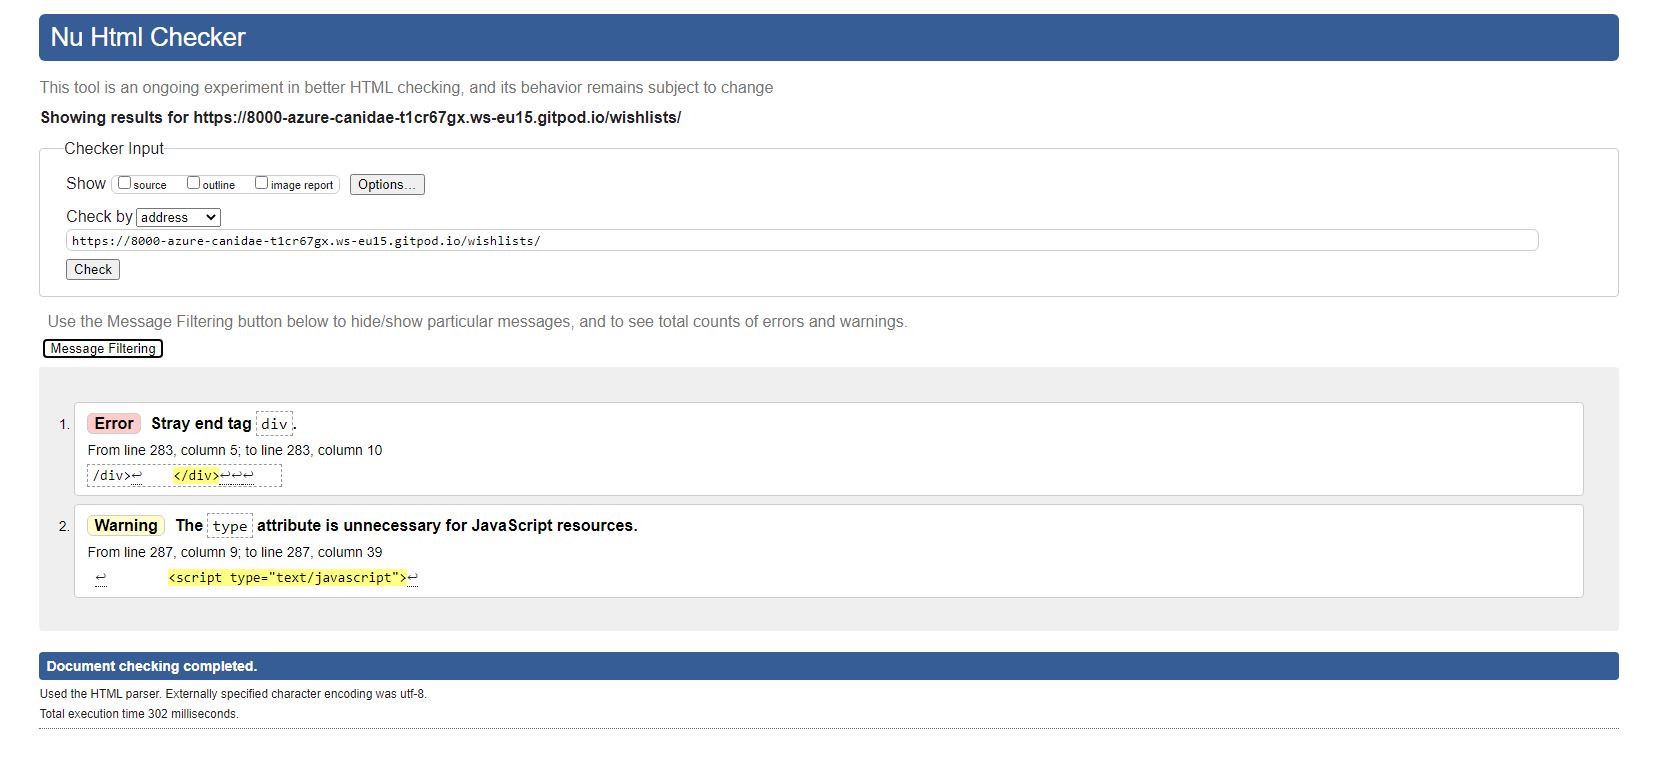 Nu Html Checker
This tool is an ongoing experiment in better HTML checking, and its behavior remains subject to change
Showing results for https://8000-azure-canidae-t1cr67gx.ws-eu15.gitpod.io/wishlists/
Checker Input
Show source outline image report Options...
Check by address
https://8000-azure-canidae-t1cr67gx.ws-eu15.gitpod.io/wishlists/
Check
Use the Message Filtering button below to hide/show particular messages, and to see total counts of errors and warnings.
Message Filtering
1. Error Stray end tag div.
From line 283, column 5; to line 283, column 10
/div>↩ </div>↩↩↩
2. Warning The type attribute is unnecessary for JavaScript resources.
From line 287, column 9; to line 287, column 39
↩ <script type="text/javascript">↩
Document checking completed.
Used the HTML parser. Externally specified character encoding was utf-8.
Total execution time 302 milliseconds.